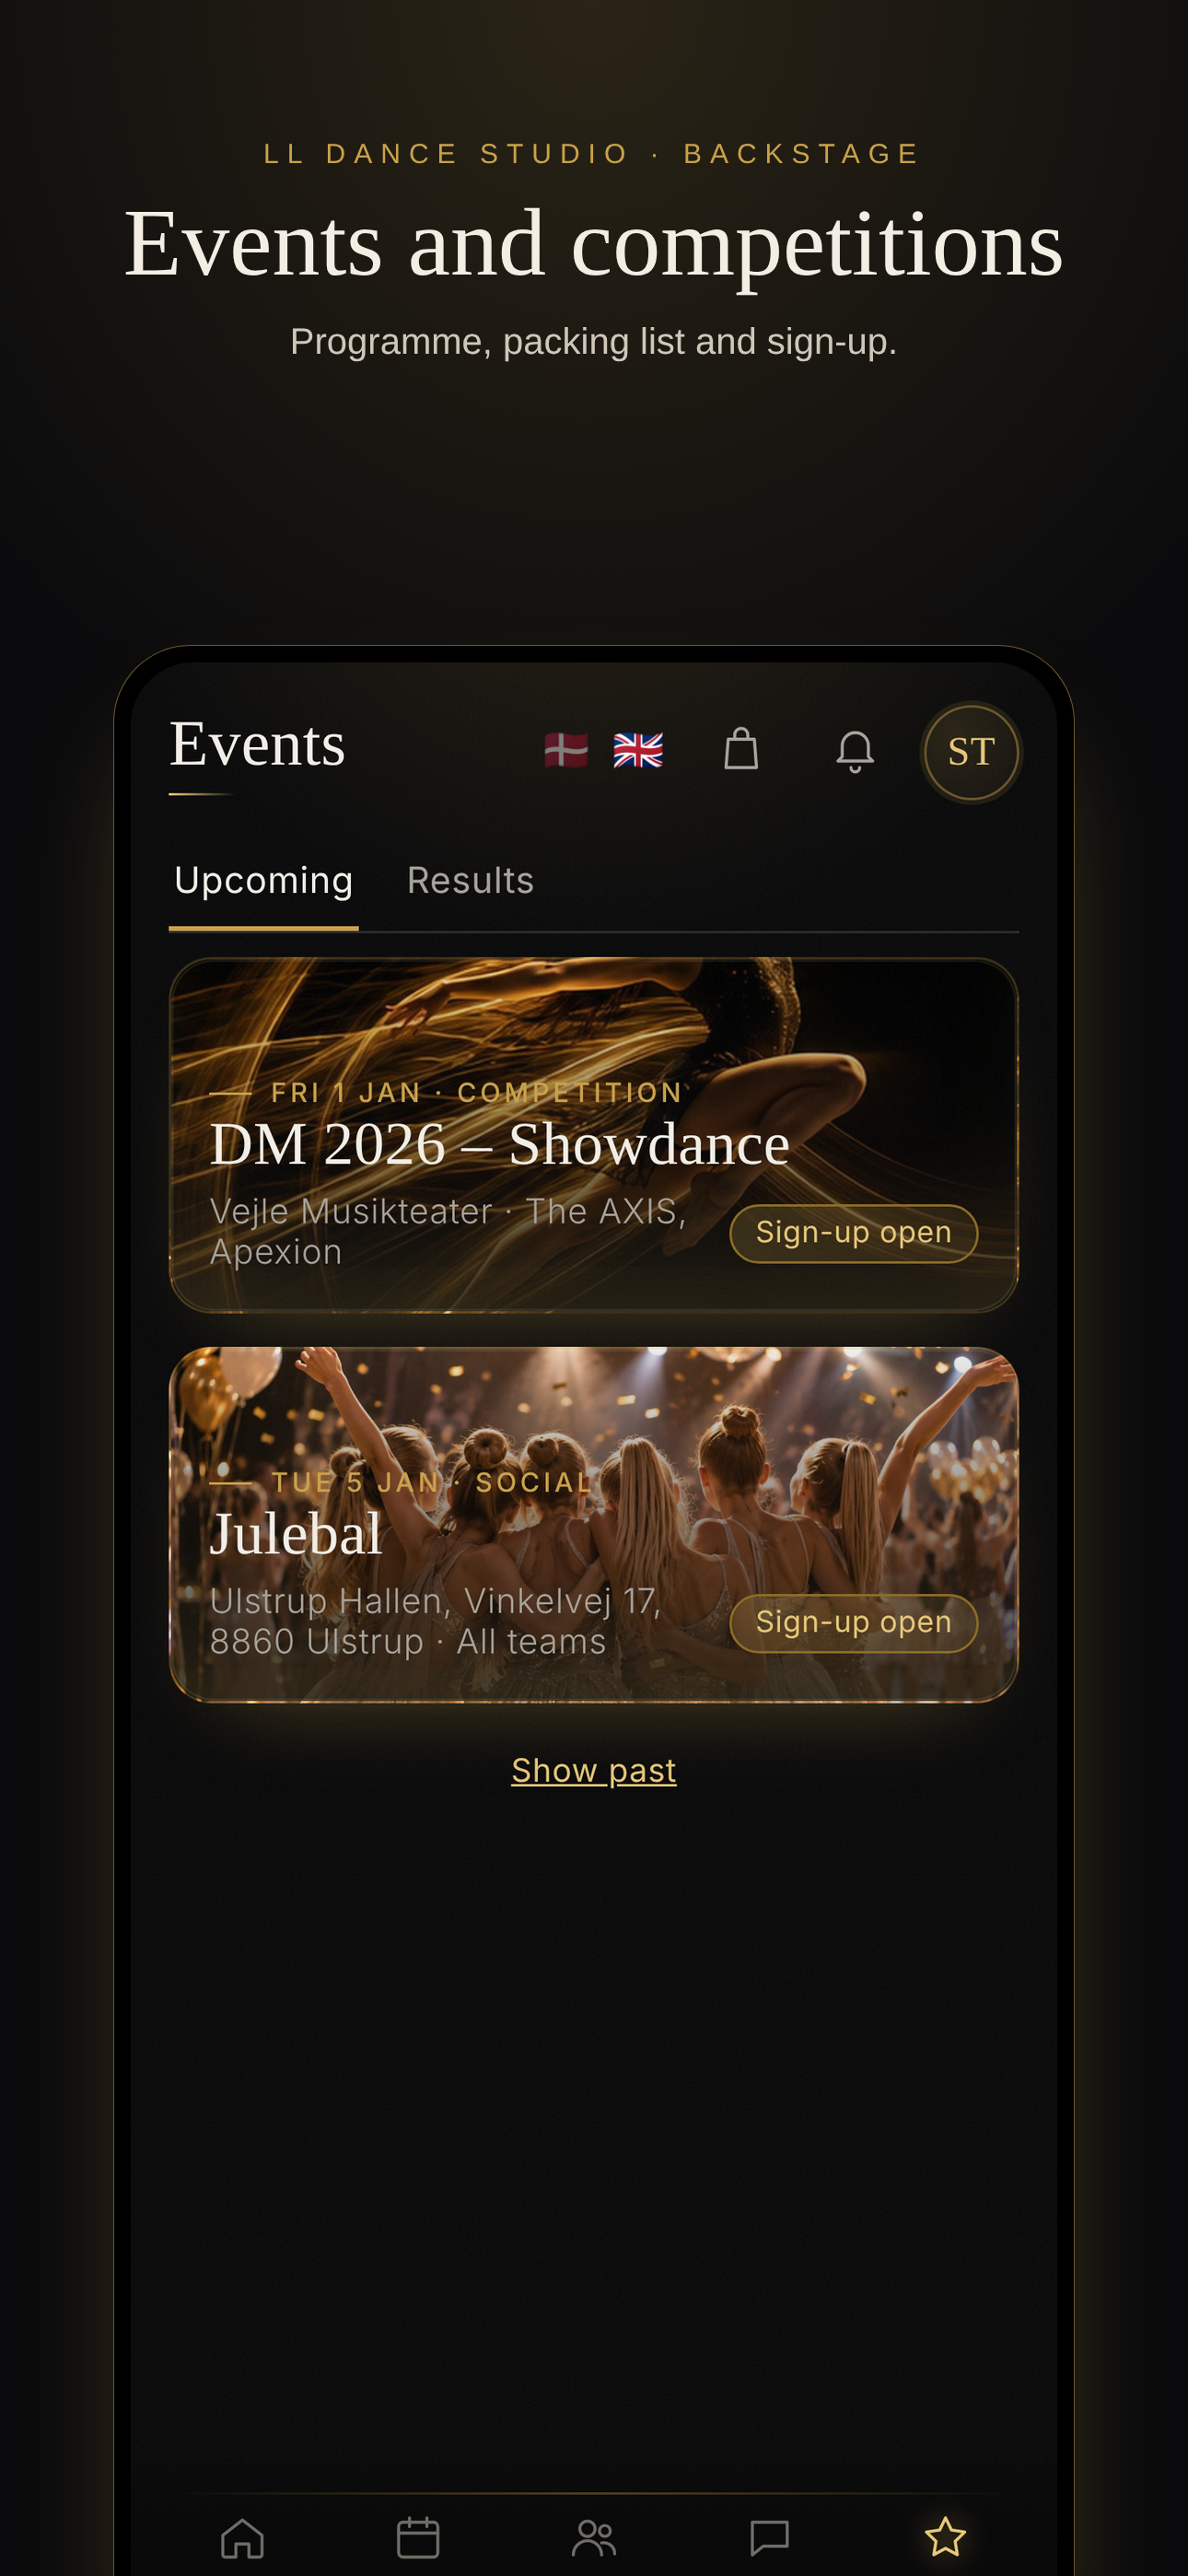 LL DANCE STUDIO · BACKSTAGE
Events and competitions
Programme, packing list and sign-up.
Events
ST
Upcoming
Results
FRI 1 JAN · COMPETITION
DM 2026 – Showdance
Vejle Musikteater · The AXIS,
Apexion
Sign-up open
TUE 5 JAN · SOCIAL
Julebal
Ulstrup Hallen, Vinkelvej 17,
8860 Ulstrup · All teams
Sign-up open
Show past